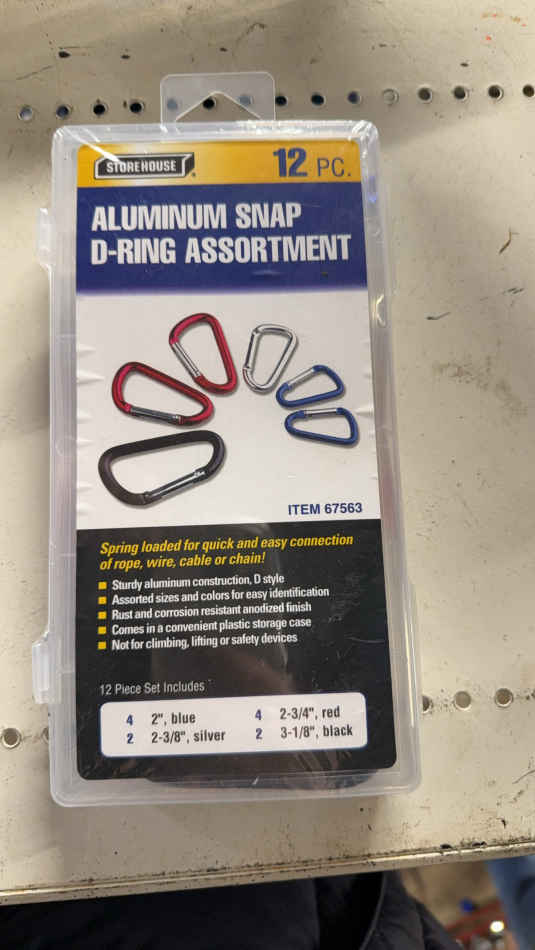 STOREHOUSE®
12 PC.
ALUMINUM SNAP
D-RING ASSORTMENT
ITEM 67563
Spring loaded for quick and easy connection
of rope, wire, cable or chain!
Sturdy aluminum construction, D style
Assorted sizes and colors for easy identification
Rust and corrosion resistant anodized finish
Comes in a convenient plastic storage case
Not for climbing, lifting or safety devices
12 Piece Set Includes
4 2", blue 4 2-3/4", red
2 2-3/8", silver 2 3-1/8", black